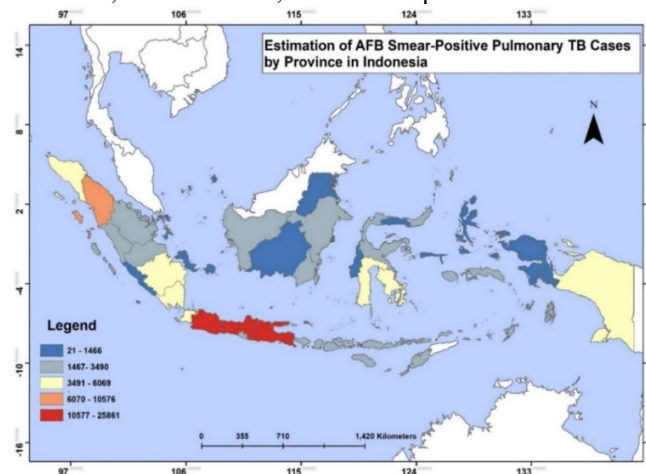 97 106 115 124 133
Estimation of AFB Smear-Positive Pulmonary TB Cases
by Province in Indonesia
14
8
2
-4
-10
-16
N
Legend
21 - 1466
1467- 3490
3491 - 6069
6070 - 10576
10577 - 25861
0 355 710 1,420 Kilometers
97 106 115 124 133